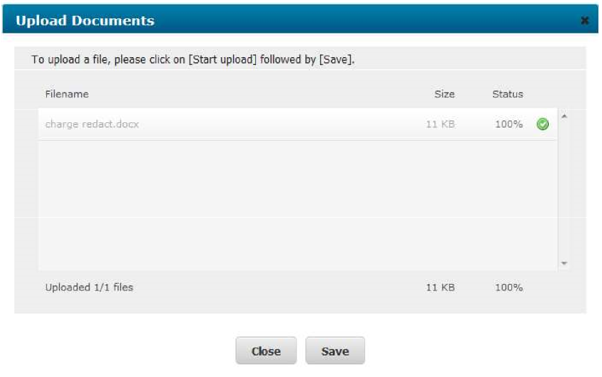 Upload Documents
To upload a file, please click on [Start upload] followed by [Save].
Filename Size Status
charge redact.docx 11 KB 100%
Uploaded 1/1 files 11 KB 100%
Close Save